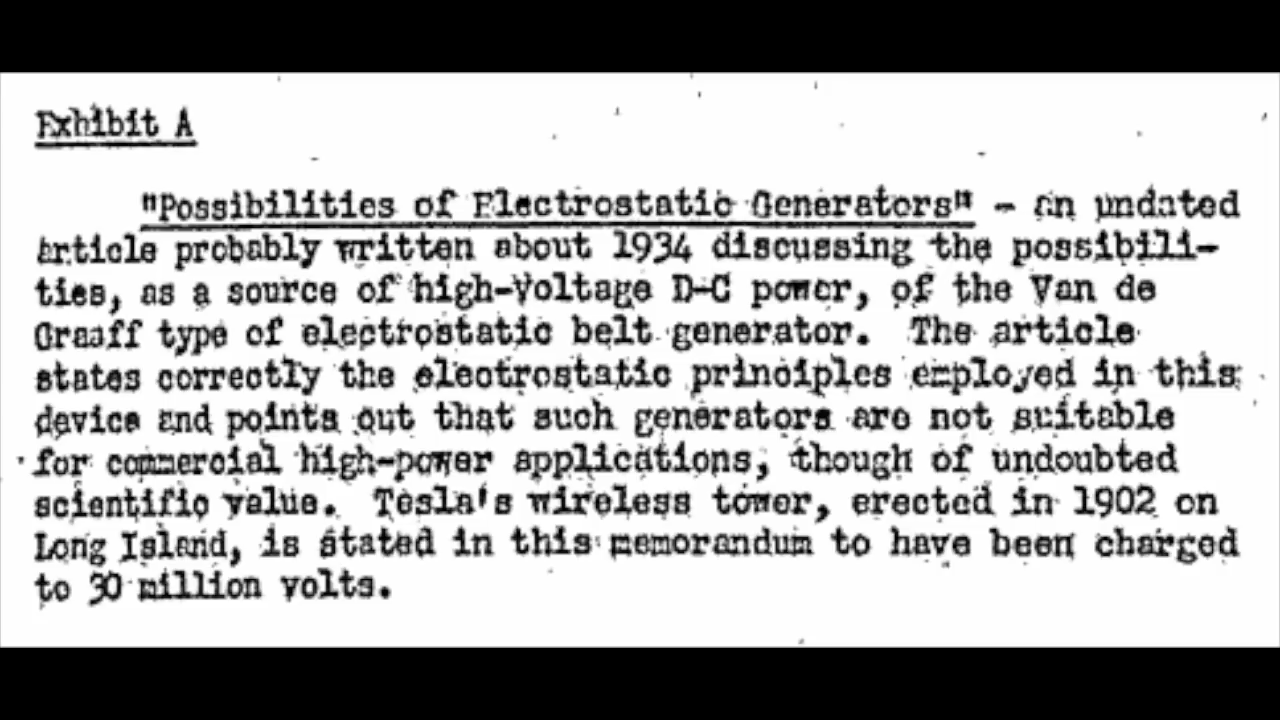 Exhibit A
"Possibilities of Electrostatic Generators" - an undated
article probably written about 1934 discussing the possibili-
ties, as a source of high-Voltage D-C power, of the Van de
Graaff type of electrostatic belt generator. The article
states correctly the electrostatic principles employed in this
device and points out that such generators are not suitable
for commercial high-power applications, though of undoubted
scientific value. Tesla's wireless tower, erected in 1902 on
Long Island, is stated in this memorandum to have been charged
to 30 million volts.